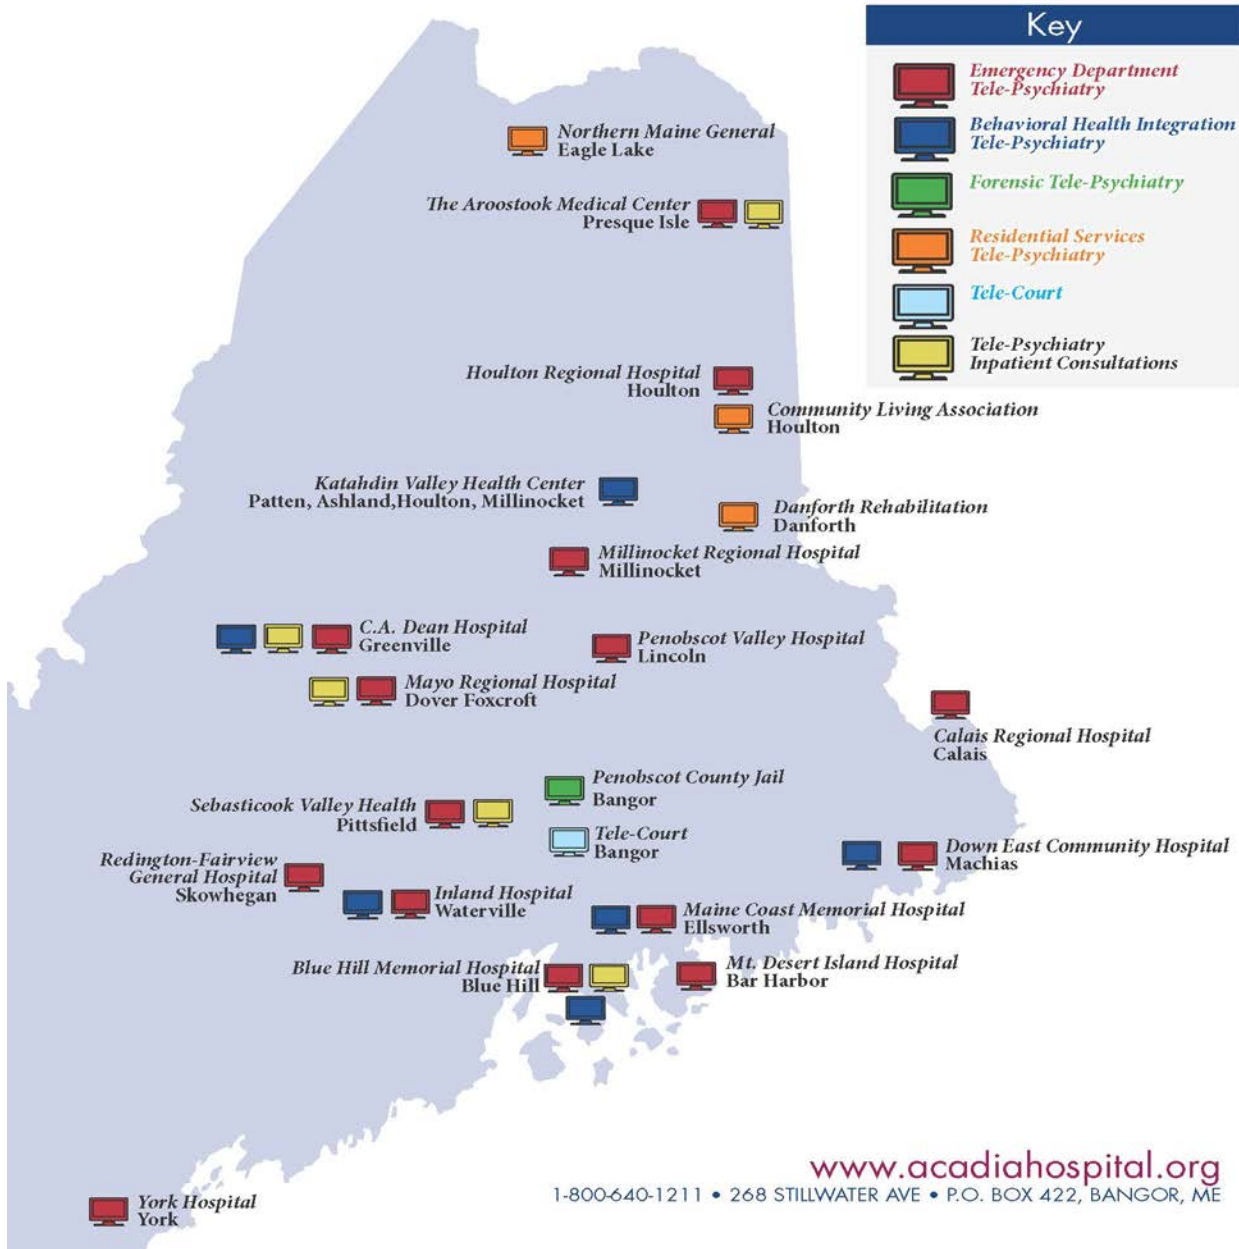 Key
Emergency Department
Tele-Psychiatry
Behavioral Health Integration
Tele-Psychiatry
Forensic Tele-Psychiatry
Residential Services
Tele-Psychiatry
Tele-Court
Tele-Psychiatry
Inpatient Consultations
Northern Maine General
Eagle Lake
The Aroostook Medical Center
Presque Isle
Houlton Regional Hospital
Houlton
Community Living Association
Houlton
Katahdin Valley Health Center
Patten, Ashland,Houlton, Millinocket
Danforth Rehabilitation
Danforth
Millinocket Regional Hospital
Millinocket
C.A. Dean Hospital
Greenville
Penobscot Valley Hospital
Lincoln
Mayo Regional Hospital
Dover Foxcroft
Calais Regional Hospital
Calais
Penobscot County Jail
Bangor
Sebasticook Valley Health
Pittsfield
Tele-Court
Bangor
Down East Community Hospital
Machias
Redington-Fairview
General Hospital
Skowhegan
Inland Hospital
Waterville
Maine Coast Memorial Hospital
Ellsworth
Blue Hill Memorial Hospital
Blue Hill
Mt. Desert Island Hospital
Bar Harbor
York Hospital
York
www.acadiahospital.org
1-800-640-1211 • 268 STILLWATER AVE • P.O. BOX 422, BANGOR, ME